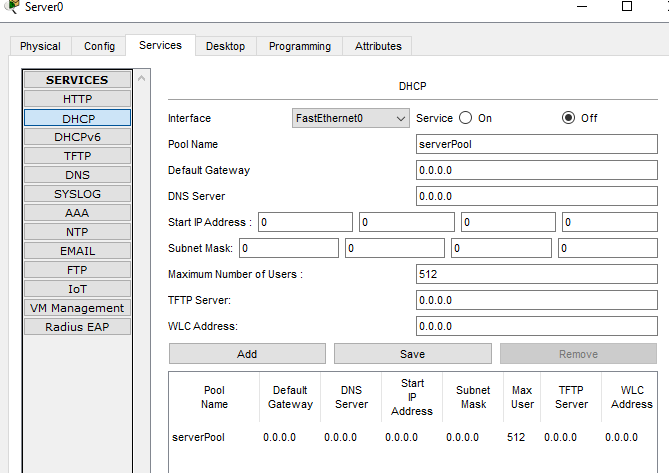 Server0
Physical Config Services Desktop Programming Attributes
SERVICES
HTTP
DHCP
DHCPv6
TFTP
DNS
SYSLOG
AAA
NTP
EMAIL
FTP
IoT
VM Management
Radius EAP
DHCP
Interface FastEthernet0 Service On Off
Pool Name serverPool
Default Gateway 0.0.0.0
DNS Server 0.0.0.0
Start IP Address : 0 0 0 0
Subnet Mask: 0 0 0 0
Maximum Number of Users : 512
TFTP Server: 0.0.0.0
WLC Address: 0.0.0.0
Add Save Remove
Pool Name Default Gateway DNS Server Start IP Address Subnet Mask Max User TFTP Server WLC Address
serverPool 0.0.0.0 0.0.0.0 0.0.0.0 0.0.0.0 512 0.0.0.0 0.0.0.0